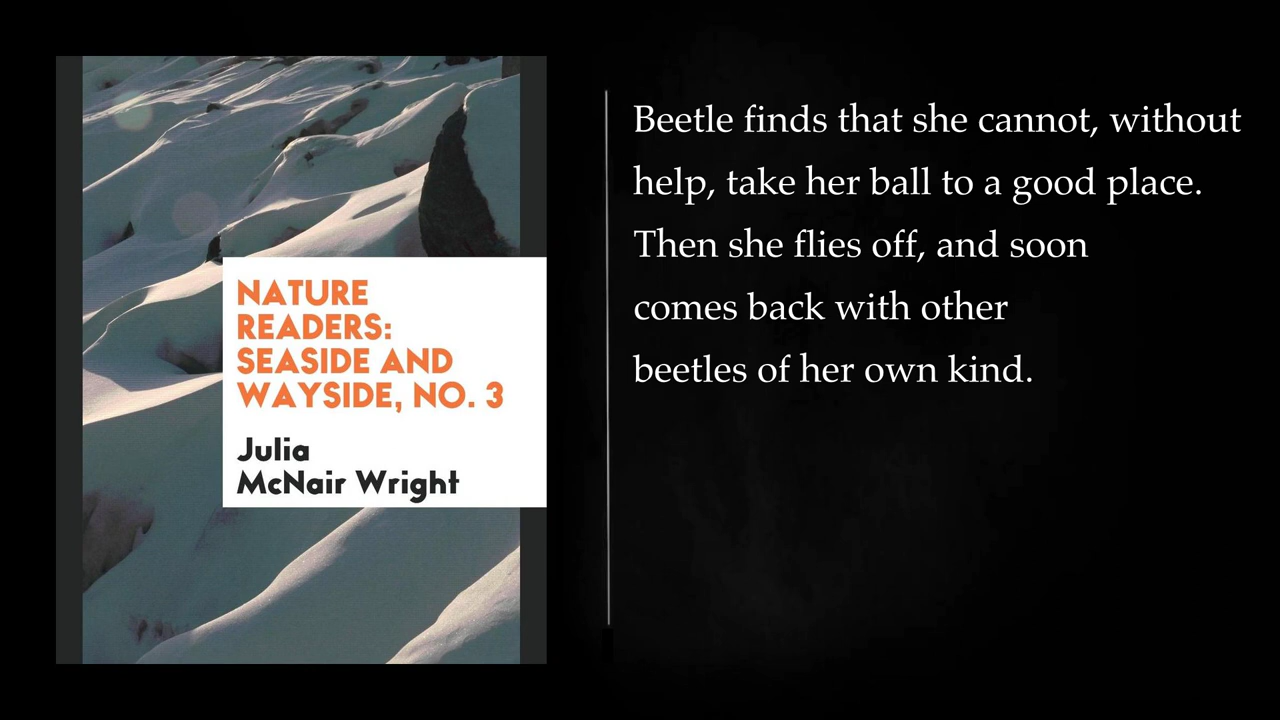 NATURE
READERS:
SEASIDE AND
WAYSIDE, NO. 3
Julia
McNair Wright
Beetle finds that she cannot, without
help, take her ball to a good place.
Then she flies off, and soon
comes back with other
beetles of her own kind.